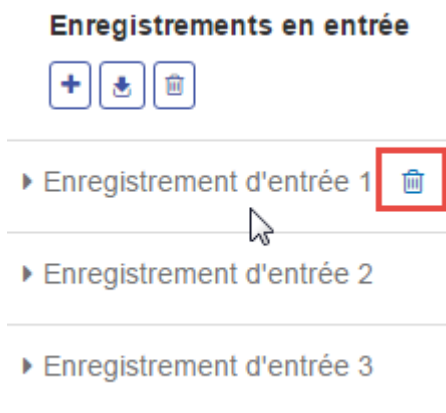 Enregistrements en entrée
Enregistrement d'entrée 1
Enregistrement d'entrée 2
Enregistrement d'entrée 3